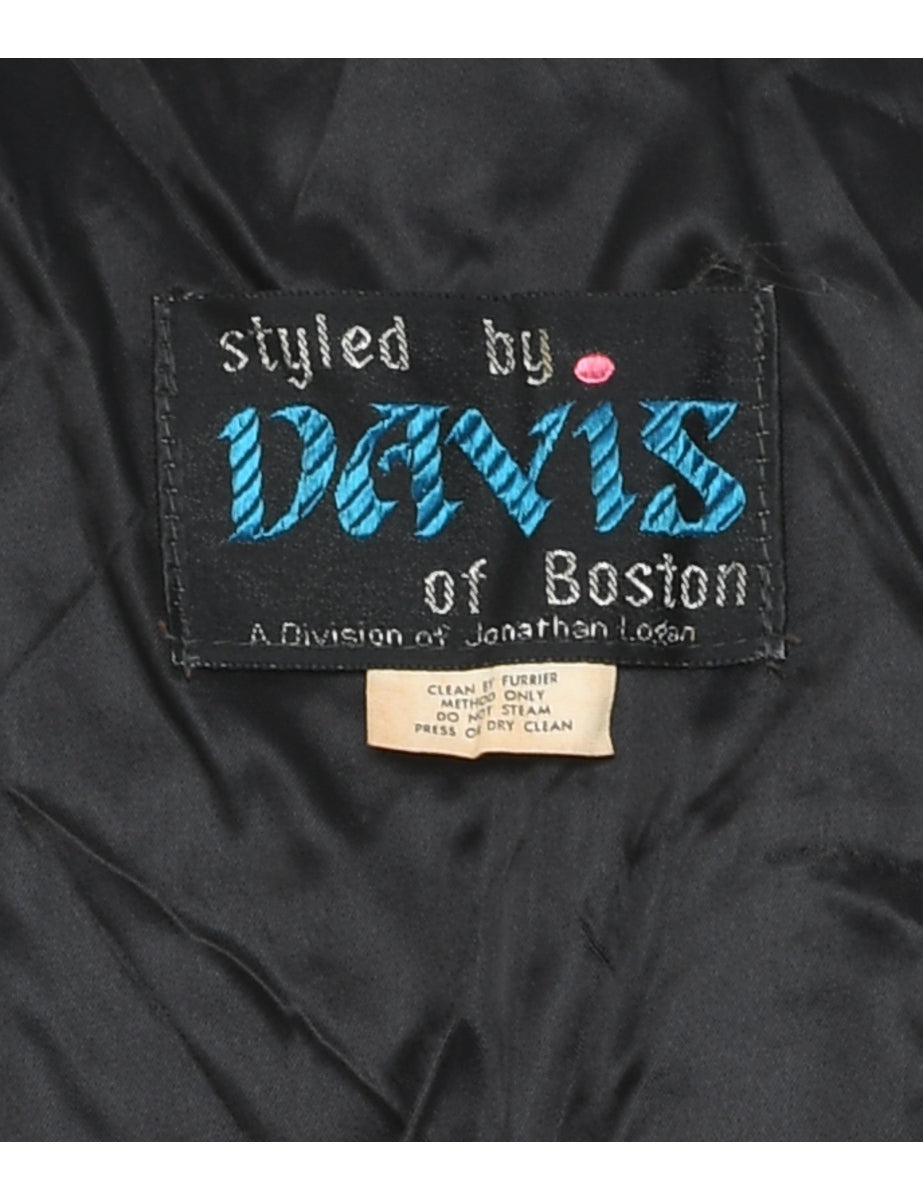 styled by
DAViS
of Boston
A Division of Jonathan Logan
CLEAN BY FURRIER
METHOD ONLY
DO NOT STEAM
PRESS OR DRY CLEAN